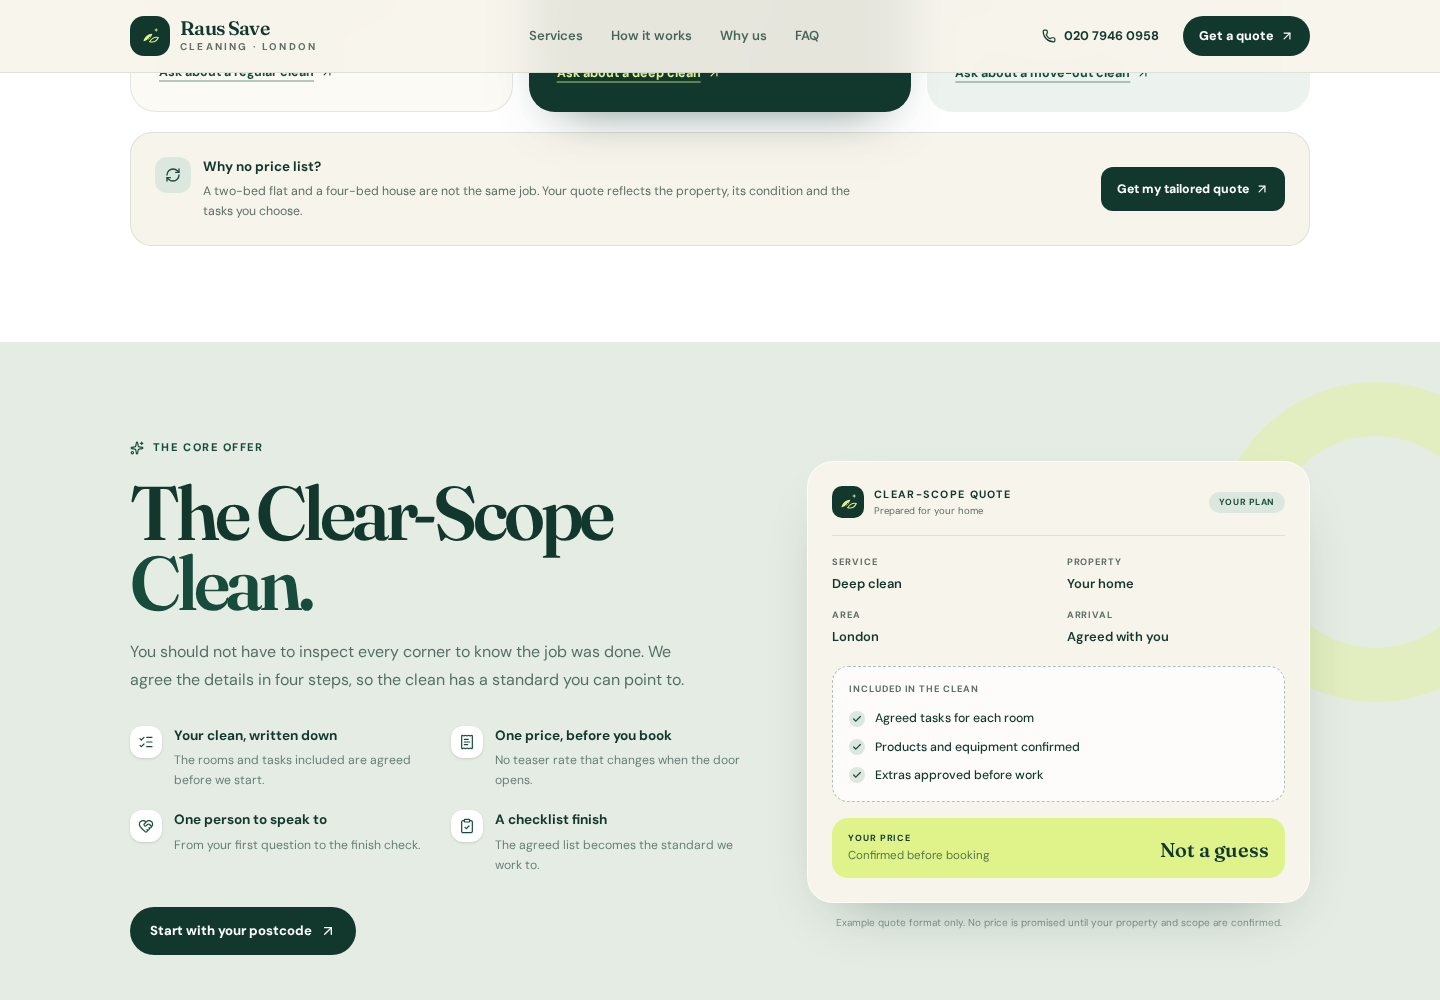 Raus Save
CLEANING · LONDON
Services
How it works
Why us
FAQ
020 7946 0958
Get a quote
Ask about a regular clean
Ask about a deep clean
Ask about a move-out clean
Why no price list?
A two-bed flat and a four-bed house are not the same job. Your quote reflects the property, its condition and the
tasks you choose.
Get my tailored quote
THE CORE OFFER
The Clear-Scope
Clean.
You should not have to inspect every corner to know the job was done. We
agree the details in four steps, so the clean has a standard you can point to.
Your clean, written down
The rooms and tasks included are agreed
before we start.
One price, before you book
No teaser rate that changes when the door
opens.
One person to speak to
From your first question to the finish check.
A checklist finish
The agreed list becomes the standard we
work to.
Start with your postcode
CLEAR-SCOPE QUOTE
Prepared for your home
YOUR PLAN
SERVICE
Deep clean
PROPERTY
Your home
AREA
London
ARRIVAL
Agreed with you
INCLUDED IN THE CLEAN
Agreed tasks for each room
Products and equipment confirmed
Extras approved before work
YOUR PRICE
Confirmed before booking
Not a guess
Example quote format only. No price is promised until your property and scope are confirmed.